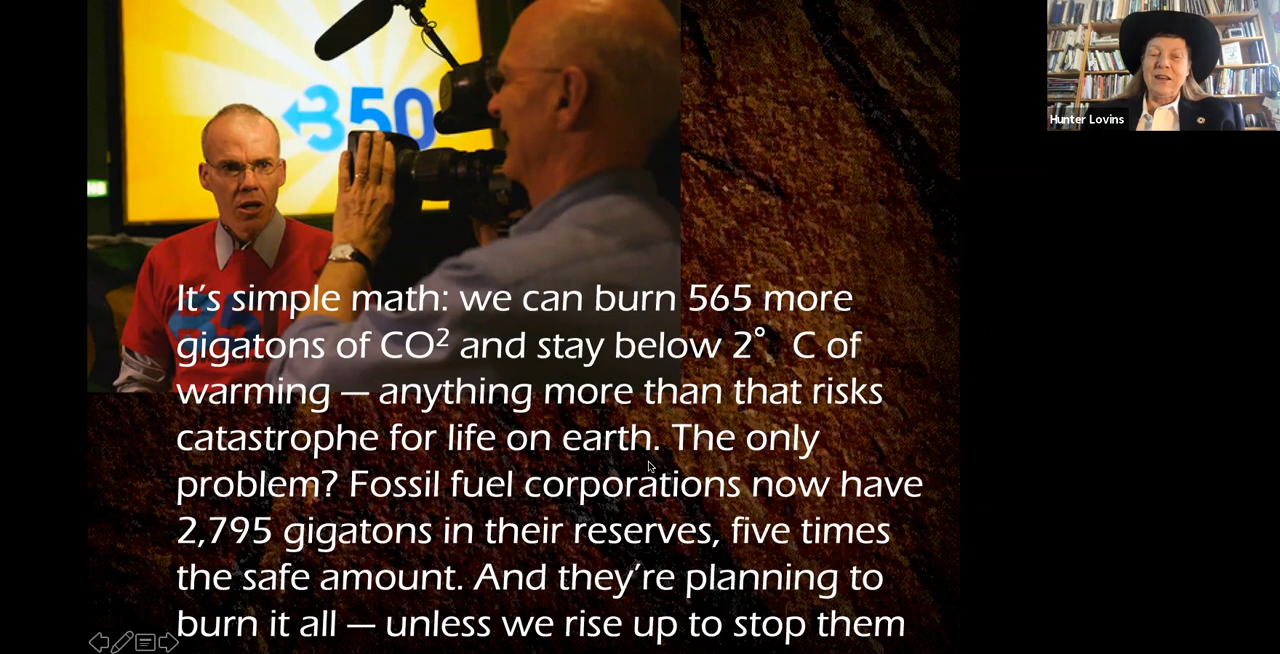 350
35
Hunter Lovins
It's simple math: we can burn 565 more
gigatons of CO² and stay below 2° C of
warming — anything more than that risks
catastrophe for life on earth. The only
problem? Fossil fuel corporations now have
2,795 gigatons in their reserves, five times
the safe amount. And they're planning to
burn it all — unless we rise up to stop them